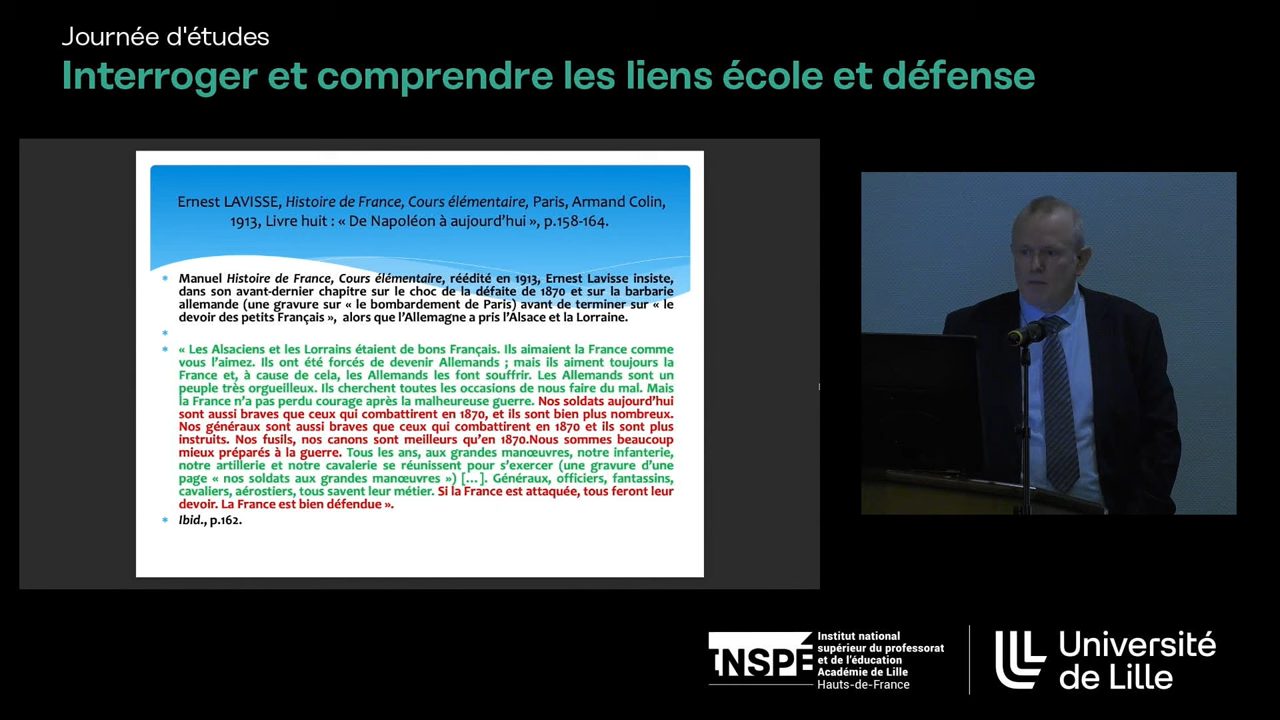 Journée d'études
Interroger et comprendre les liens école et défense
Ernest LAVISSE, Histoire de France, Cours élémentaire, Paris, Armand Colin,
1913, Livre huit : « De Napoléon à aujourd'hui », p.158-164.
* Manuel Histoire de France, Cours élémentaire, réédité en 1913, Ernest Lavisse insiste,
dans son avant-dernier chapitre sur le choc de la défaite de 1870 et sur la barbarie
allemande (une gravure sur « le bombardement de Paris) avant de terminer sur « le
devoir des petits Français », alors que l'Allemagne a pris l'Alsace et la Lorraine.
*
* « Les Alsaciens et les Lorrains étaient de bons Français. Ils aimaient la France comme
vous l'aimez. Ils ont été forcés de devenir Allemands ; mais ils aiment toujours la
France et, à cause de cela, les Allemands les font souffrir. Les Allemands sont un
peuple très orgueilleux. Ils cherchent toutes les occasions de nous faire du mal. Mais
la France n'a pas perdu courage après la malheureuse guerre. Nos soldats aujourd'hui
sont aussi braves que ceux qui combattirent en 1870, et ils sont bien plus nombreux.
Nos généraux sont aussi braves que ceux qui combattirent en 1870 et ils sont plus
instruits. Nos fusils, nos canons sont meilleurs qu'en 1870.Nous sommes beaucoup
mieux préparés à la guerre. Tous les ans, aux grandes manœuvres, notre infanterie,
notre artillerie et notre cavalerie se réunissent pour s'exercer (une gravure d'une
page « nos soldats aux grandes manœuvres ») [...]. Généraux, officiers, fantassins,
cavaliers, aérostiers, tous savent leur métier. Si la France est attaquée, tous feront leur
devoir. La France est bien défendue ».
* Ibid., p.162.
INSPÉ
Institut national
supérieur du professorat
et de l'éducation
Académie de Lille
Hauts-de-France
Université
de Lille